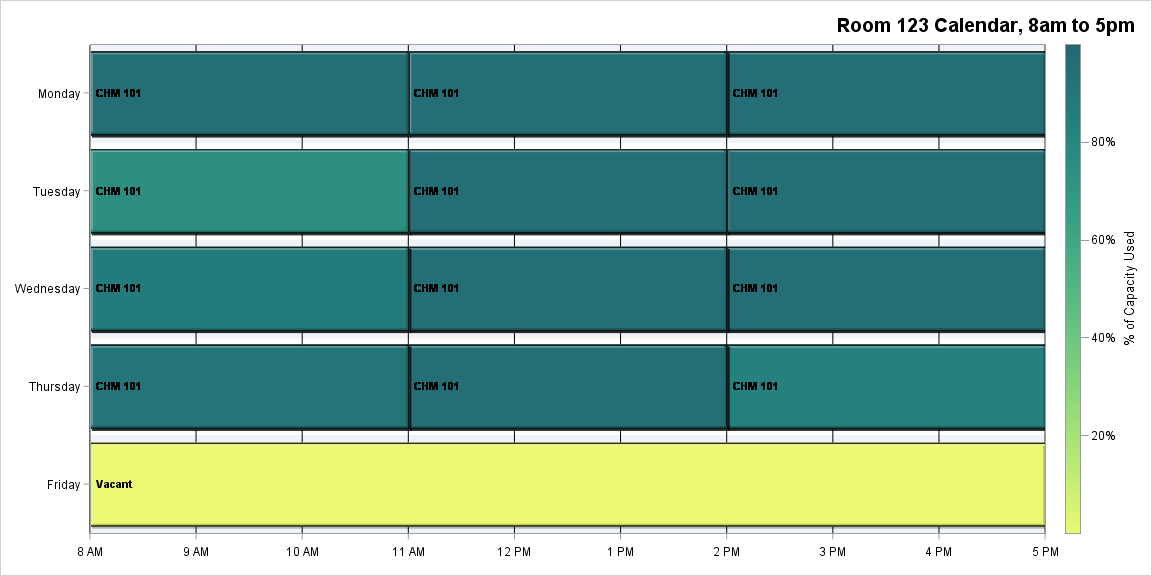 Room 123 Calendar, 8am to 5pm
Monday
CHM 101
CHM 101
CHM 101
Tuesday
CHM 101
CHM 101
CHM 101
Wednesday
CHM 101
CHM 101
CHM 101
Thursday
CHM 101
CHM 101
CHM 101
Friday
Vacant
8 AM
9 AM
10 AM
11 AM
12 PM
1 PM
2 PM
3 PM
4 PM
5 PM
80%
60%
40%
20%
% of Capacity Used